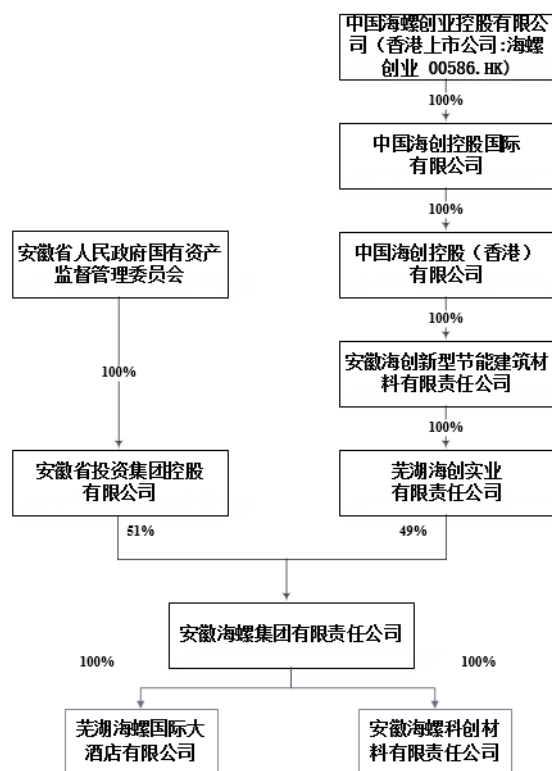 中国海螺创业控股有限公
司（香港上市公司:海螺
创业 00586.HK)
100%
中国海创控股国际
有限公司
100%
安徽省人民政府国有资产
监督管理委员会
中国海创控股（香港）
有限公司
100%
100%
安徽海创新型节能建筑材
料有限责任公司
100%
安徽省投资集团控股
有限公司
芜湖海创实业
有限责任公司
51%
49%
安徽海螺集团有限责任公司
100%
100%
芜湖海螺国际大
酒店有限公司
安徽海螺科创材
料有限责任公司